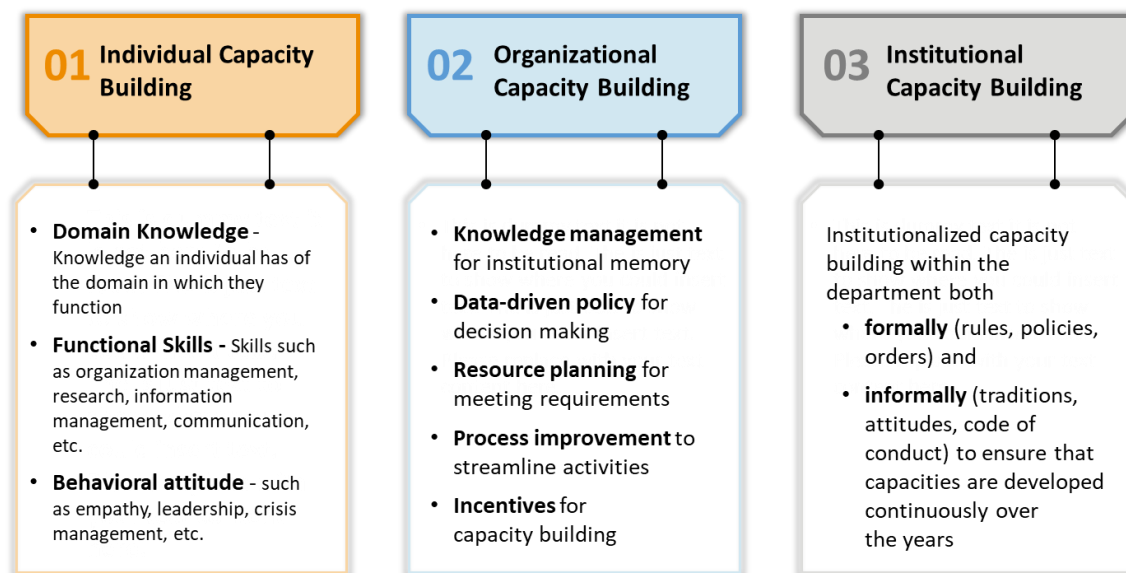 01 Individual Capacity
Building
• Domain Knowledge -
Knowledge an individual has of
the domain in which they
function
• Functional Skills - Skills such
as organization management,
research, information
management, communication,
etc.
• Behavioral attitude - such
as empathy, leadership, crisis
management, etc.
02 Organizational
Capacity Building
• Knowledge management
for institutional memory
• Data-driven policy for
decision making
• Resource planning for
meeting requirements
• Process improvement to
streamline activities
• Incentives for
capacity building
03 Institutional
Capacity Building
Institutionalized capacity
building within the
department both
• formally (rules, policies,
orders) and
• informally (traditions,
attitudes, code of
conduct) to ensure that
capacities are developed
continuously over
the years